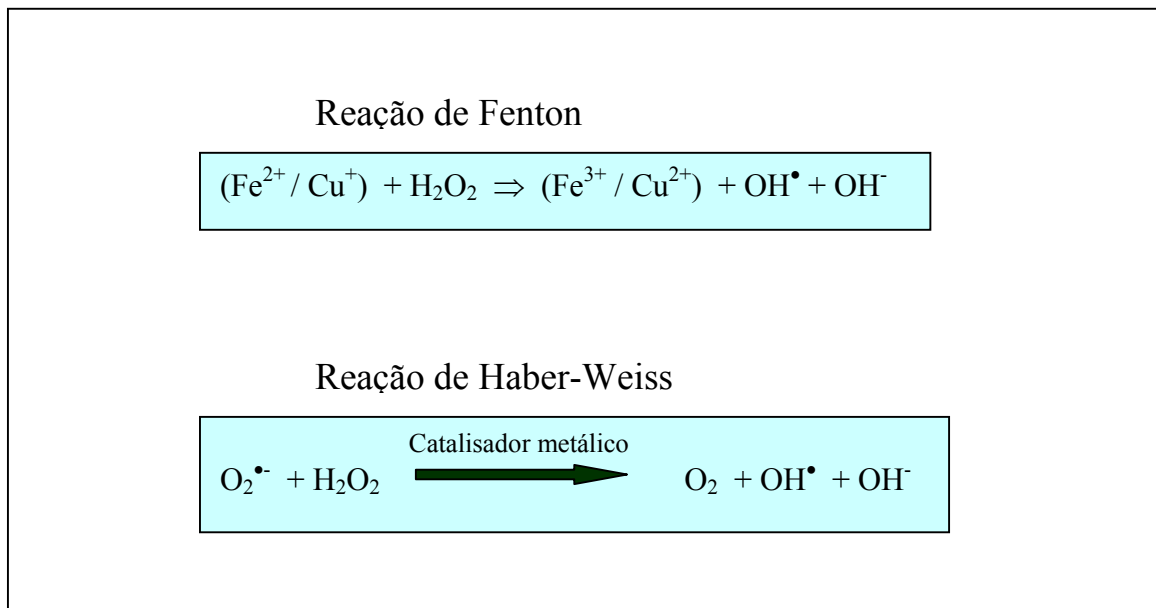 Reação de Fenton
(Fe²⁺ / Cu⁺) + H₂O₂ ⇒ (Fe³⁺ / Cu²⁺) + OH• + OH⁻
Reação de Haber-Weiss
Catalisador metálico
O₂•⁻ + H₂O₂ → O₂ + OH• + OH⁻